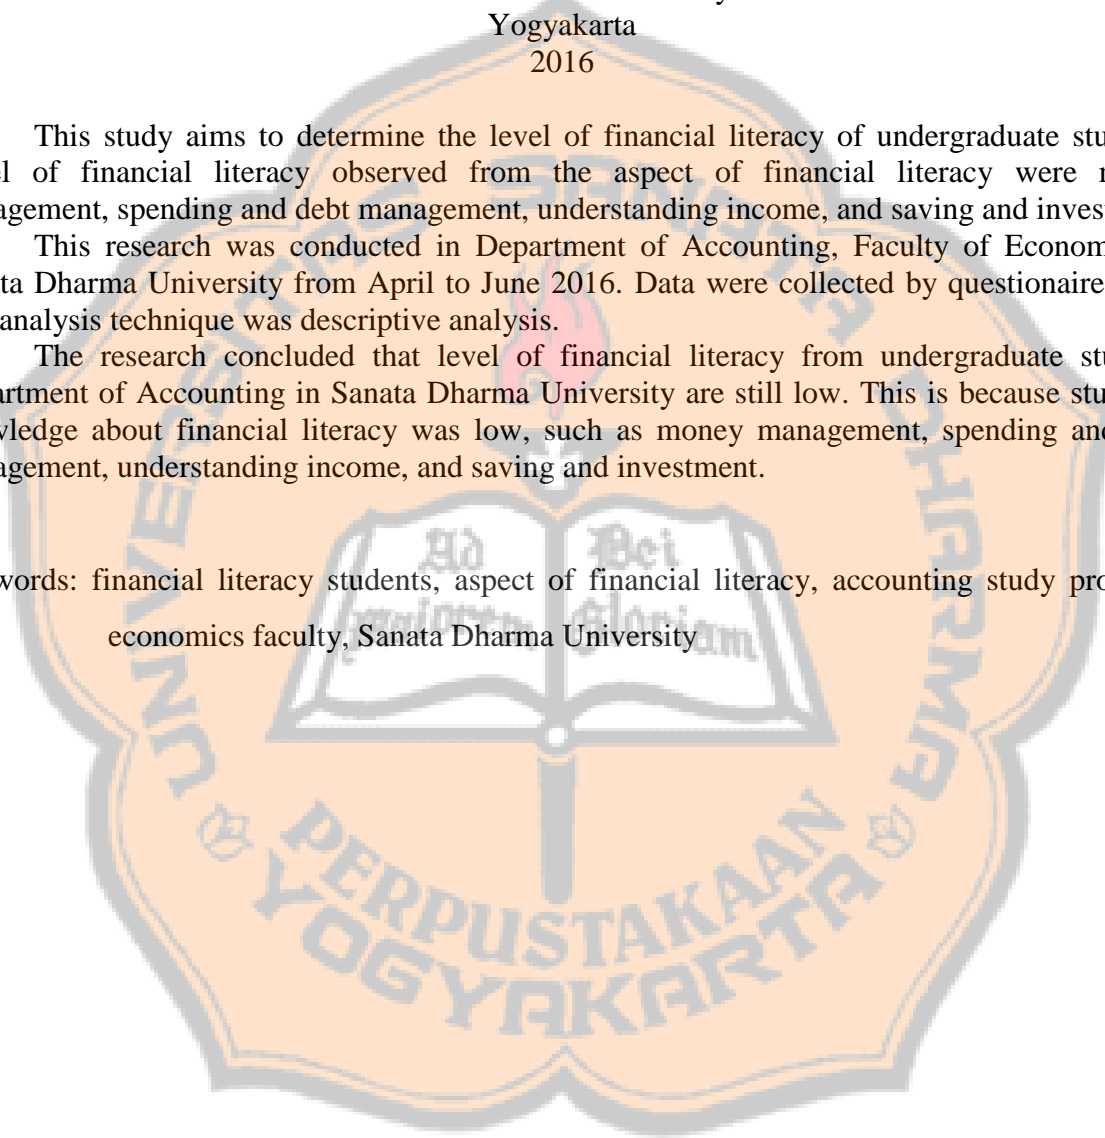 Yogyakarta
2016
This study aims to determine the level of financial literacy of undergraduate stu
el of financial literacy observed from the aspect of financial literacy were
agement, spending and debt management, understanding income, and saving and invest
This research was conducted in Department of Accounting, Faculty of Econom
ta Dharma University from April to June 2016. Data were collected by questionaire
analysis technique was descriptive analysis.
The research concluded that level of financial literacy from undergraduate stu
artment of Accounting in Sanata Dharma University are still low. This is because stu
wledge about financial literacy was low, such as money management, spending and
agement, understanding income, and saving and investment.
words: financial literacy students, aspect of financial literacy, accounting study pro
economics faculty, Sanata Dharma University
UNIVERSITAS SANATA DHARMA
Ad Dei
Gloriam
PERPUSTAKAAN
YOGYAKARTA